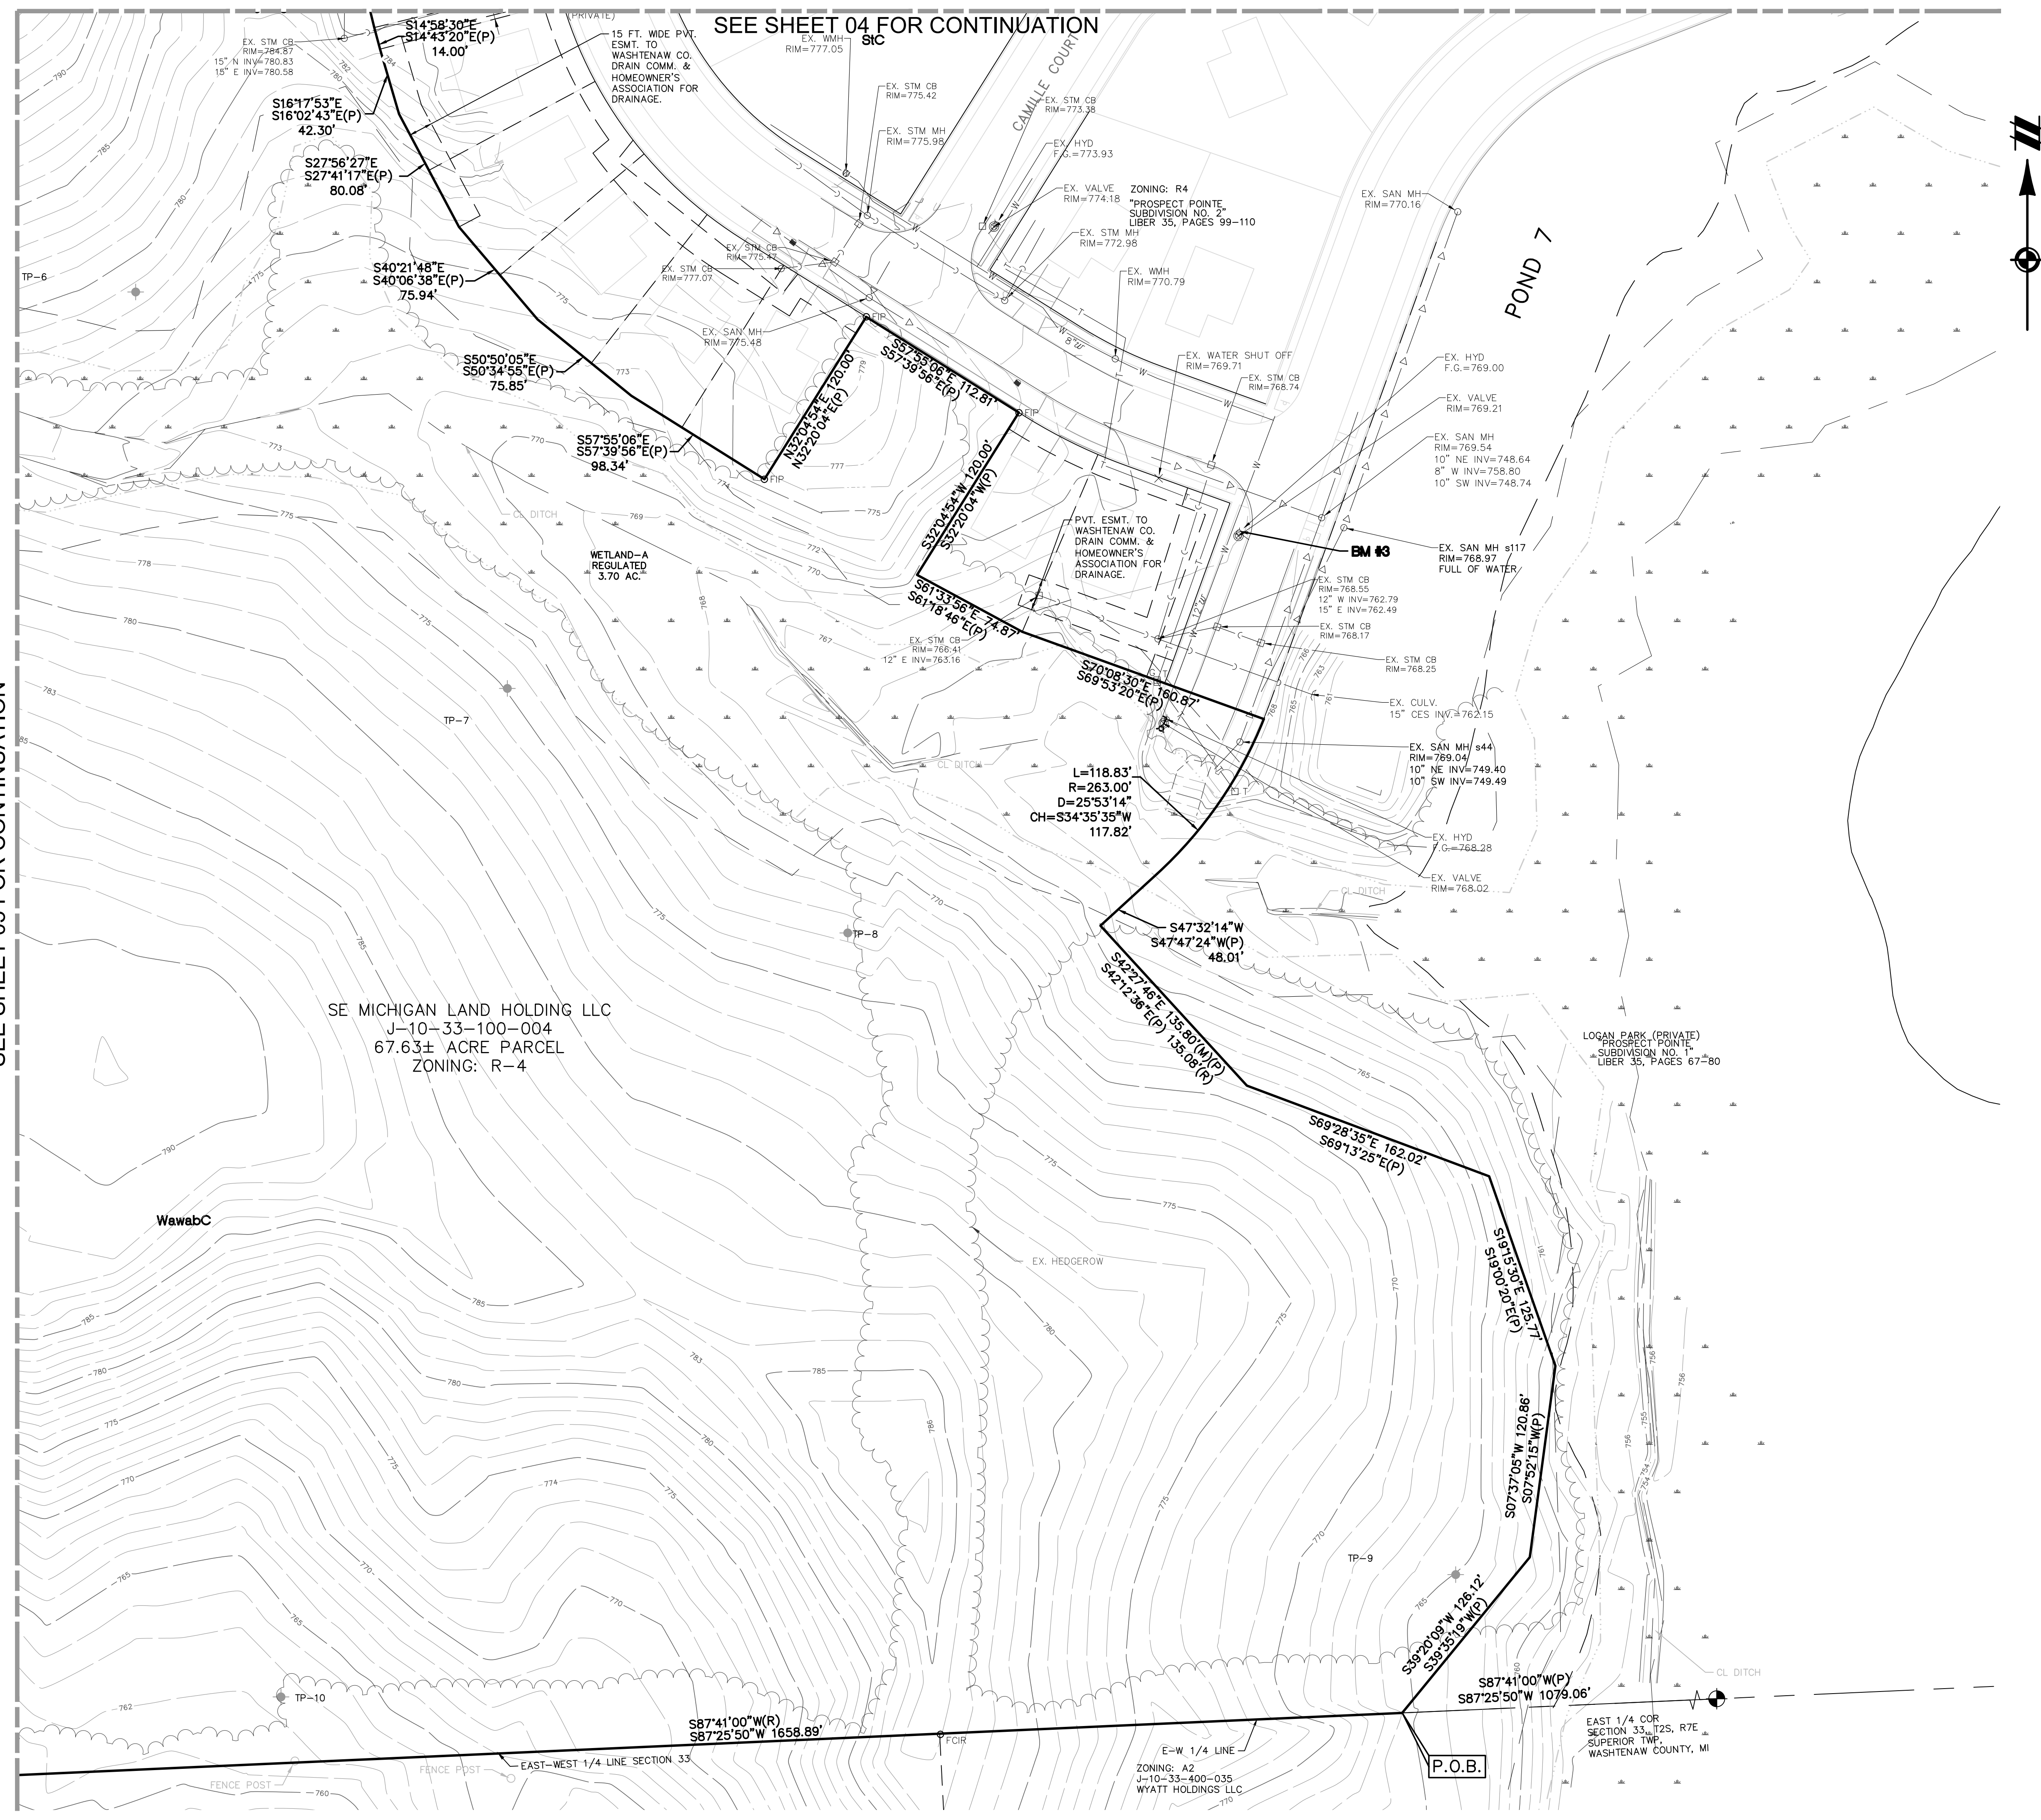 SEE SHEET 04 FOR CONTINUATION
(PRIVATE)
S14°58'30"E
S14°43'20"E(P)
14.00'
EX. STM CB
RIM=784.87
15" N INV=780.83
15" E INV=780.58
15 FT. WIDE PVT.
ESMT. TO
WASHTENAW CO.
DRAIN COMM. &
HOMEOWNER'S
ASSOCIATION FOR
DRAINAGE.
EX. WMH
RIM=777.05
StC
CAMILLE COURT
EX. STM CB
RIM=775.42
EX. STM CB
RIM=773.38
EX. STM MH
RIM=775.98
EX. HYD
F.G.=773.93
S16°17'53"E
S16°02'43"E(P)
42.30'
S27°56'27"E
S27°41'17"E(P)
80.08'
EX. VALVE
RIM=774.18
ZONING: R4
"PROSPECT POINTE
SUBDIVISION NO. 2"
LIBER 35, PAGES 99-110
EX. SAN MH
RIM=770.16
EX. STM MH
RIM=772.98
POND 7
TP-6
S40°21'48"E
S40°06'38"E(P)
75.94'
EX. STM CB
RIM=775.47
EX. STM CB
RIM=777.07
EX. WMH
RIM=770.79
EX. SAN MH
RIM=775.48
FIP
8"W
S50°50'05"E
S50°34'55"E(P)
75.85'
S57°55'06"E 112.81'
S57°39'56"E(P)
N32°04'54"E 120.00'
N32°20'04"E(P)
EX. WATER SHUT OFF
RIM=769.71
EX. STM CB
RIM=768.74
EX. HYD
F.G.=769.00
EX. VALVE
RIM=769.21
FIP
S57°55'06"E
S57°39'56"E(P)
98.34'
FIP
EX. SAN MH
RIM=769.54
10" NE INV=748.64
8" W INV=758.80
10" SW INV=748.74
S32°04'54"W 120.00'
S32°20'04"W(P)
CL DITCH
PVT. ESMT. TO
WASHTENAW CO.
DRAIN COMM. &
HOMEOWNER'S
ASSOCIATION FOR
DRAINAGE.
BM #3
EX. SAN MH s117
RIM=768.97
FULL OF WATER
WETLAND-A
REGULATED
3.70 AC.
EX. STM CB
RIM=768.55
12" W INV=762.79
15" E INV=762.49
12"W
S61°33'56"E 74.87'
S61°18'46"E(P)
EX. STM CB
RIM=766.41
12" E INV=763.16
EX. STM CB
RIM=768.17
EX. STM CB
RIM=768.25
S70°08'30"E 160.87'
S69°53'20"E(P)
EX. CULV.
15" CES INV.=762.15
TP-7
EX. SAN MH s44
RIM=769.04
10" NE INV=749.40
10" SW INV=749.49
CL DITCH
L=118.83'
R=263.00'
D=25°53'14"
CH=S34°35'35"W
117.82'
EX. HYD
F.G.=768.28
EX. VALVE
RIM=768.02
CL DITCH
TP-8
S47°32'14"W
S47°47'24"W(P)
48.01'
S42°27'46"E 135.80'(M)(P)
S42°12'36"E(P) 135.08'(R)
SE MICHIGAN LAND HOLDING LLC
J-10-33-100-004
67.63± ACRE PARCEL
ZONING: R-4
LOGAN PARK (PRIVATE)
"PROSPECT POINTE
SUBDIVISION NO. 1"
LIBER 35, PAGES 67-80
S69°28'35"E 162.02'
S69°13'25"E(P)
WawabC
EX. HEDGEROW
S19°15'30"E 125.77'
S19°00'20"E(P)
S07°37'05"W 120.86'
S07°52'15"W(P)
TP-9
S39°20'09"W 126.12'
S39°35'19"W(P)
TP-10
S87°41'00"W(P)
S87°25'50"W 1079.06'
CL DITCH
S87°41'00"W(R)
S87°25'50"W 1658.89'
FCIR
EAST 1/4 COR
SECTION 33, T2S, R7E
SUPERIOR TWP,
WASHTENAW COUNTY, MI
E-W 1/4 LINE
EAST-WEST 1/4 LINE SECTION 33
FENCE POST
FENCE POST
ZONING: A2
J-10-33-400-035
WYATT HOLDINGS LLC
P.O.B.